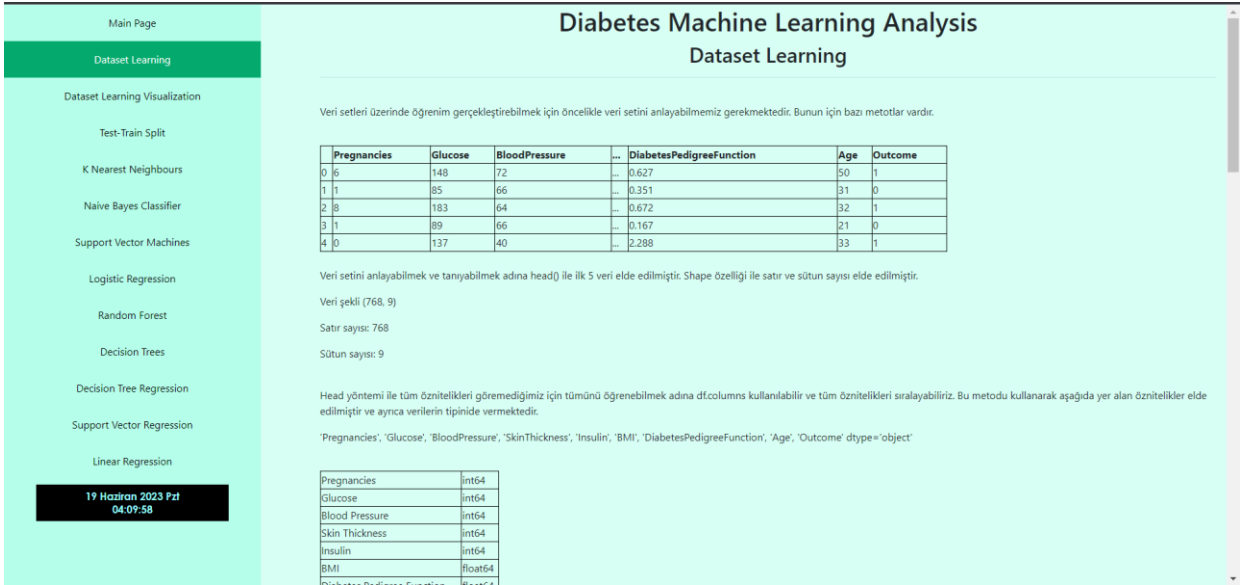 Main Page
Dataset Learning
Dataset Learning Visualization
Test-Train Split
K Nearest Neighbours
Naive Bayes Classifier
Support Vector Machines
Logistic Regression
Random Forest
Decision Trees
Decision Tree Regression
Support Vector Regression
Linear Regression
19 Haziran 2023 Pzt
04:09:58
Diabetes Machine Learning Analysis
Dataset Learning
Veri setleri üzerinde öğrenim gerçekleştirebilmek için öncelikle veri setini anlayabilmemiz gerekmektedir. Bunun için bazı metotlar vardır.
Pregnancies Glucose BloodPressure ... DiabetesPedigreeFunction Age Outcome
0 6 148 72 ... 0.627 50 1
1 1 85 66 ... 0.351 31 0
2 8 183 64 ... 0.672 32 1
3 1 89 66 ... 0.167 21 0
4 0 137 40 ... 2.288 33 1
Veri setini anlayabilmek ve tanıyabilmek adına head() ile ilk 5 veri elde edilmiştir. Shape özelliği ile satır ve sütun sayısı elde edilmiştir.
Veri şekli (768, 9)
Satır sayısı: 768
Sütun sayısı: 9
Head yöntemi ile tüm öznitelikleri göremediğimiz için tümünü öğrenebilmek adına df.columns kullanılabilir ve tüm öznitelikleri sıralayabiliriz. Bu metodu kullanarak aşağıda yer alan öznitelikler elde
edilmiştir ve ayrıca verilerin tipinide vermektedir.
'Pregnancies', 'Glucose', 'BloodPressure', 'SkinThickness', 'Insulin', 'BMI', 'DiabetesPedigreeFunction', 'Age', 'Outcome' dtype='object'
Pregnancies int64
Glucose int64
Blood Pressure int64
Skin Thickness int64
Insulin int64
BMI float64
Diabetes Pedigree Function float64